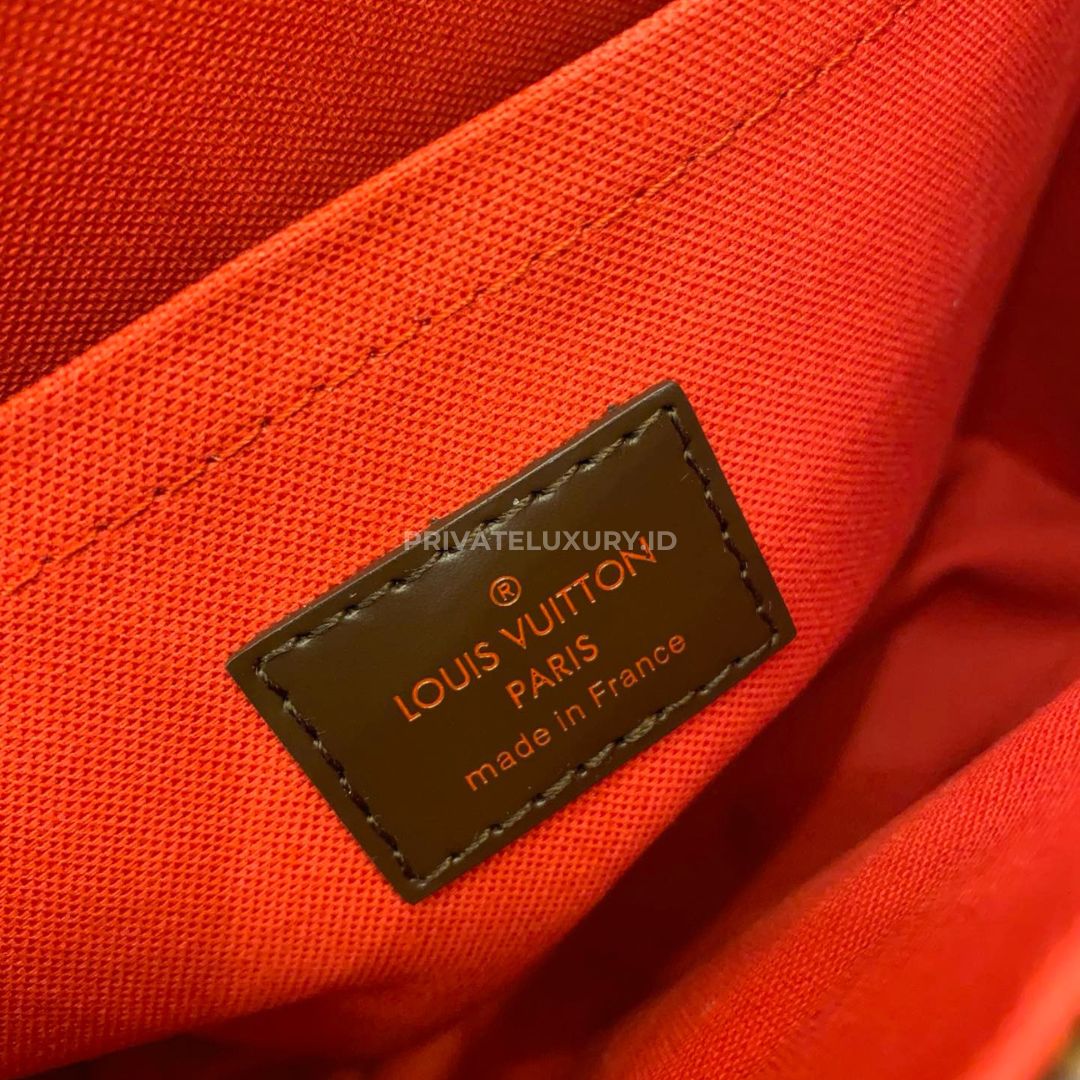 PRIVATELUXURY.ID
®
LOUIS VUITTON
PARIS
made in France